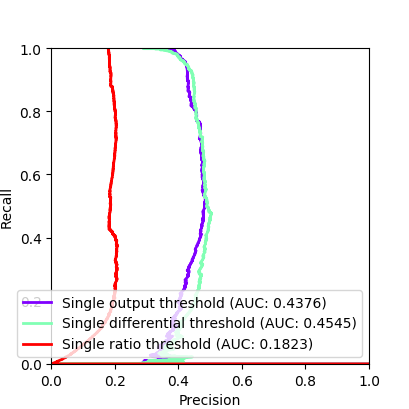 1.0
0.8
0.6
0.4
0.2
0.0
Recall
Single output threshold (AUC: 0.4376)
Single differential threshold (AUC: 0.4545)
Single ratio threshold (AUC: 0.1823)
0.0 0.2 0.4 0.6 0.8 1.0
Precision